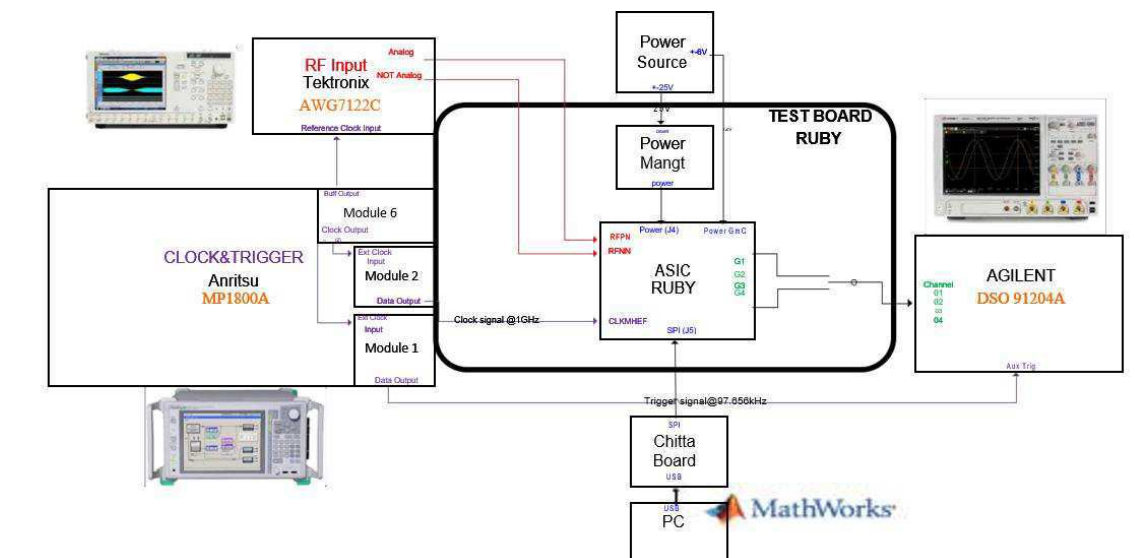 RF Input
Tektronix
AWG7122C
Analog
NOT Analog
Reference Clock Input
Power
Source
+-6V
+-25V
TEST BOARD
RUBY
Power
Mangt
power
Buff Output
Module 6
Clock Output
CLOCK&TRIGGER
Anritsu
MP1800A
Ext Clock
Input
Module 2
Data Output
Ext Clock
Input
Module 1
Data Output
Clock signal @1GHz
Power (J4)
Power GmC
RFPN
RFNN
ASIC
RUBY
G1
G2
G3
G4
CLKMHEF
SPI (J5)
Channel
G1
G2
G4
AGILENT
DSO 91204A
Aux Trig
Trigger signal@97.656kHz
SPI
Chitta
Board
USB
USB
PC
MathWorks